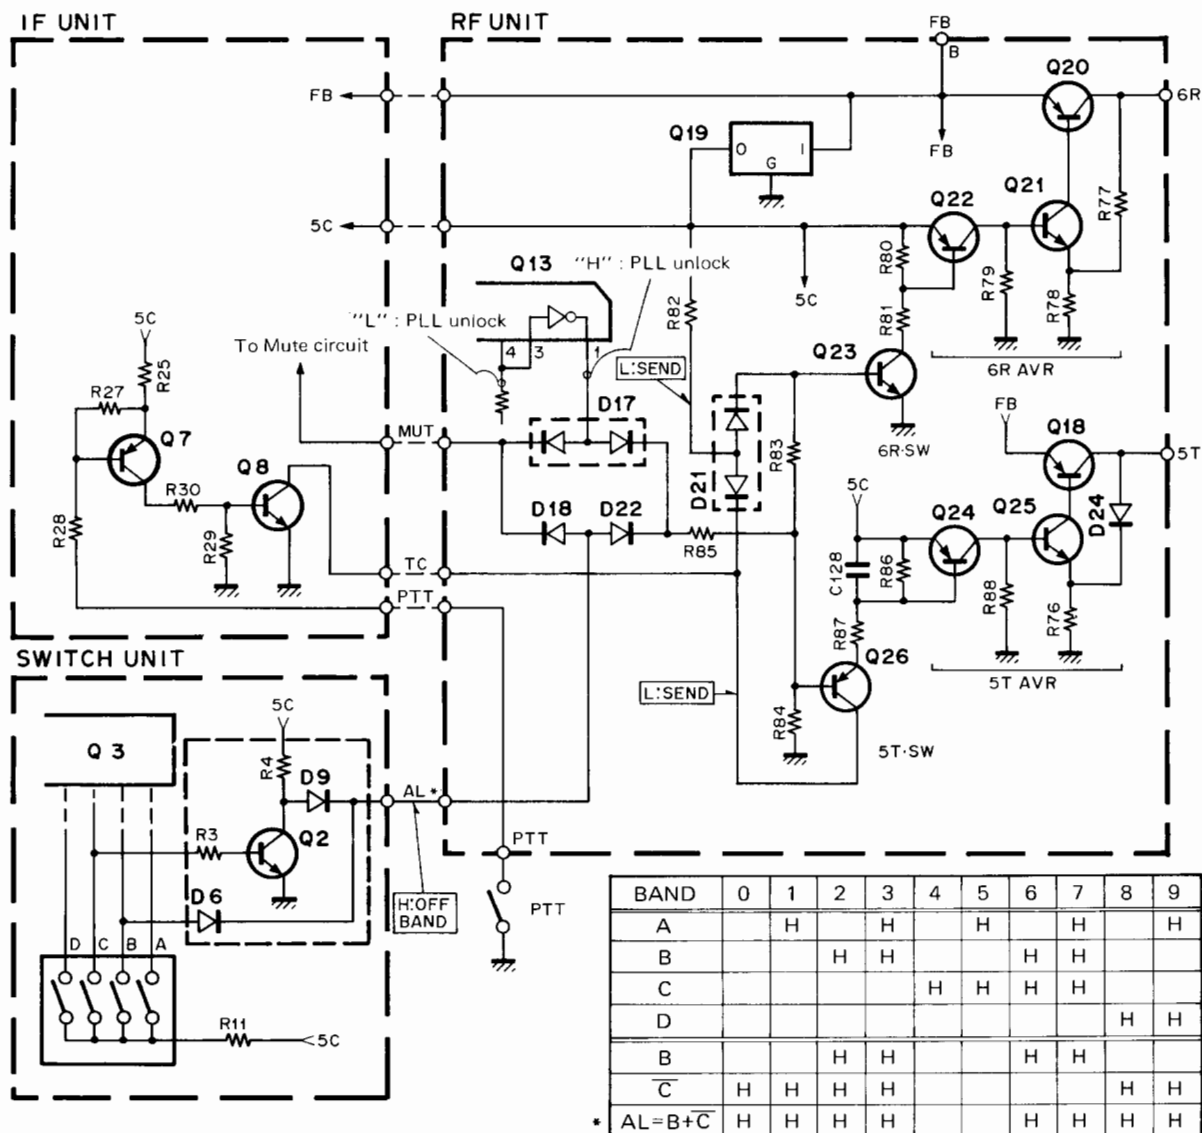 IF UNIT
RF UNIT
FB
B
Q20
FB
6R
Q19
O I
G
FB
Q22
Q21
R77
5C
R80
R79
R78
Q13
"H" : PLL unlock
5C
R82
R81
"L" : PLL unlock
4 3 1
5C
R25
To Mute circuit
L:SEND
Q23
6R AVR
R27
D17
FB
Q18
Q7
MUT
6R·SW
5T
Q8
D21
R83
5C
R30
D18
D22
Q24
Q25
D24
R28
R29
R85
C128
R86
TC
R88
R76
PTT
R87
SWITCH UNIT
Q26
5T AVR
L:SEND
R84
5C
Q3
5T·SW
R4
D9
AL *
R3
Q2
PTT
D6
H:OFF
BAND
PTT
D C B A
R11
5C
BAND 0 1 2 3 4 5 6 7 8 9
A H H H H H
B H H H H
C H H H H
D H H
B H H H H
C̅ H H H H H H
* AL=B+C̅ H H H H H H H H